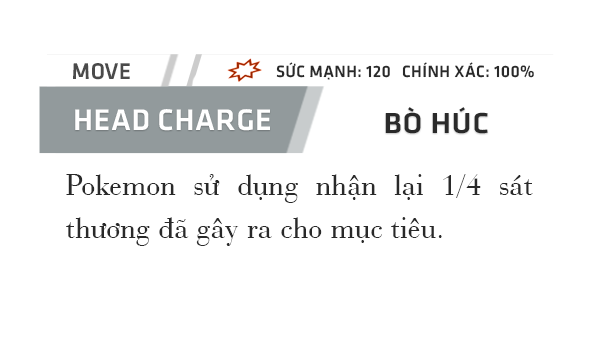 MOVE SỨC MẠNH: 120 CHÍNH XÁC: 100%
HEAD CHARGE BÒ HÚC
Pokemon sử dụng nhận lại 1/4 sát
thương đã gây ra cho mục tiêu.